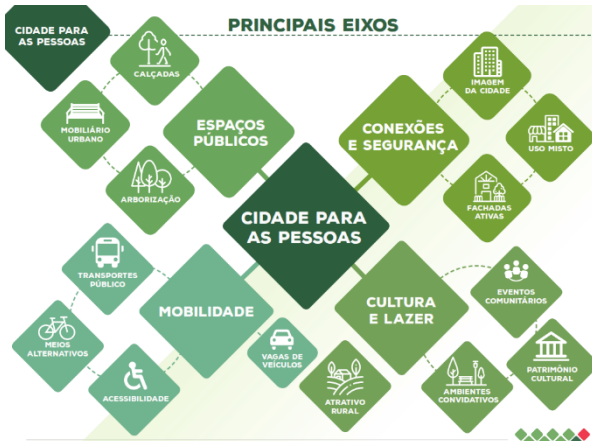 CIDADE PARA
AS PESSOAS
PRINCIPAIS EIXOS
CALÇADAS
MOBILIÁRIO
URBANO
ARBORIZAÇÃO
ESPAÇOS
PÚBLICOS
CONEXÕES
E SEGURANÇA
IMAGEM
DA CIDADE
USO MISTO
FACHADAS
ATIVAS
CIDADE PARA
AS PESSOAS
TRANSPORTES
PÚBLICO
MEIOS
ALTERNATIVOS
ACESSIBILIDADE
MOBILIDADE
VAGAS DE
VEÍCULOS
CULTURA
E LAZER
EVENTOS
COMUNITÁRIOS
PATRIMÔNIO
CULTURAL
AMBIENTES
CONVIDATIVOS
ATRATIVO
RURAL